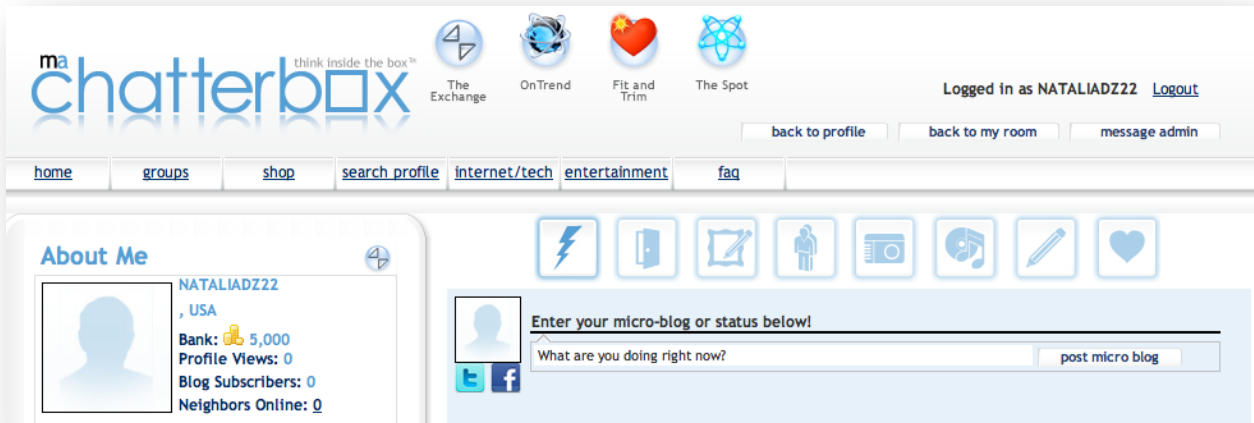 ma
chatterbox
think inside the box™
The
Exchange
OnTrend
Fit and
Trim
The Spot
Logged in as NATALIADZ22 Logout
back to profile back to my room message admin
home groups shop search profile internet/tech entertainment faq
About Me
NATALIADZ22
, USA
Bank: 5,000
Profile Views: 0
Blog Subscribers: 0
Neighbors Online: 0
Enter your micro-blog or status below!
What are you doing right now? post micro blog